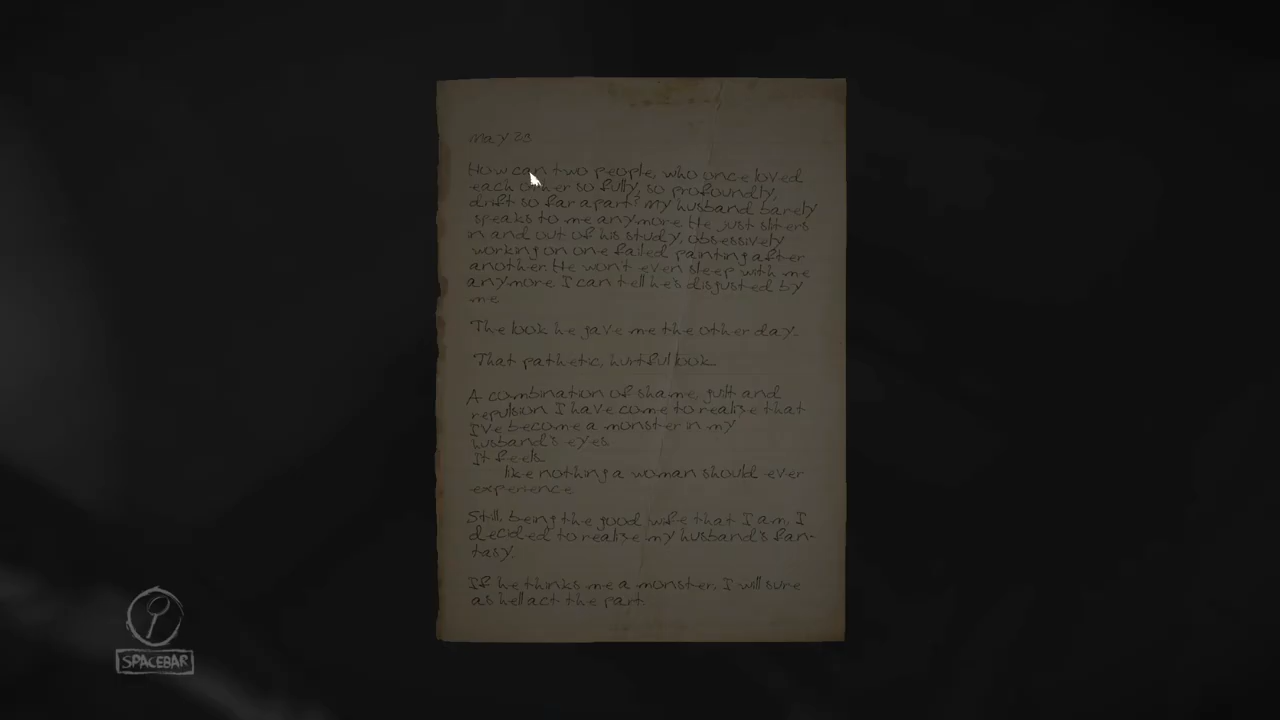 May 23
How can two people, who once loved
each other so fully, so profoundly,
drift so far apart? My husband barely
speaks to me anymore. He just slithers
in and out of his study, obsessively
working on one failed painting after
another. He won't even sleep with me
anymore. I can tell he's disgusted by
me
The look he gave me the other day...
That pathetic, hurtful look...
A combination of shame, guilt and
repulsion. I have come to realise that
I've become a monster in my
husband's eyes.
It feels...
like nothing a woman should ever
experience
Still, being the good wife that I am, I
decided to realise my husband's fan-
tasy.
If he thinks me a monster, I will sure
as hell act the part.
SPACEBAR